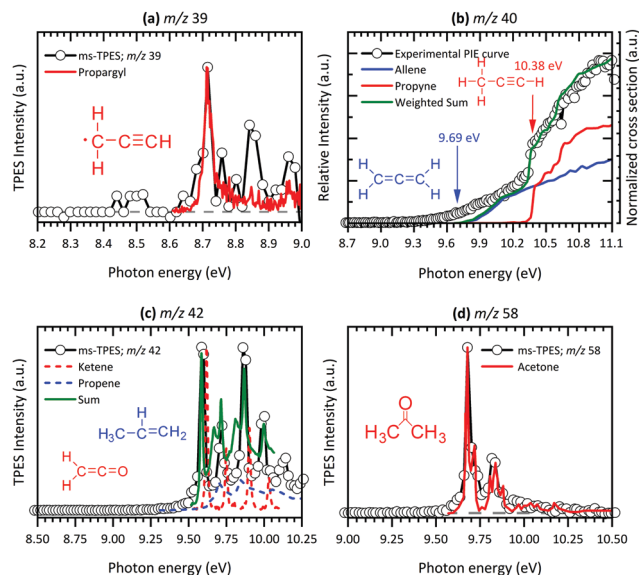 (a) m/z 39
TPES Intensity (a.u.)
ms-TPES; m/z 39
Propargyl
H
•C—C≡CH
H
8.2 8.3 8.4 8.5 8.6 8.7 8.8 8.9 9.0
Photon energy (eV)
(b) m/z 40
Relative Intensity (a.u.)
Experimental PIE curve
Allene
Propyne
Weighted Sum
H
H—C—C≡C—H
H
10.38 eV
9.69 eV
H H
C=C=C
H H
Normalized cross section (a.u.)
8.7 9.0 9.3 9.6 9.9 10.2 10.5 10.8 11.1
Photon energy (eV)
(c) m/z 42
TPES Intensity (a.u.)
ms-TPES; m/z 42
Ketene
Propene
Sum
H
H3C—C=CH2
H
C=C=O
H
8.50 8.75 9.00 9.25 9.50 9.75 10.00 10.25
Photon energy (eV)
(d) m/z 58
TPES Intensity (a.u.)
ms-TPES; m/z 58
Acetone
O
H3C CH3
9.00 9.25 9.50 9.75 10.00 10.25 10.50
Photon energy (eV)